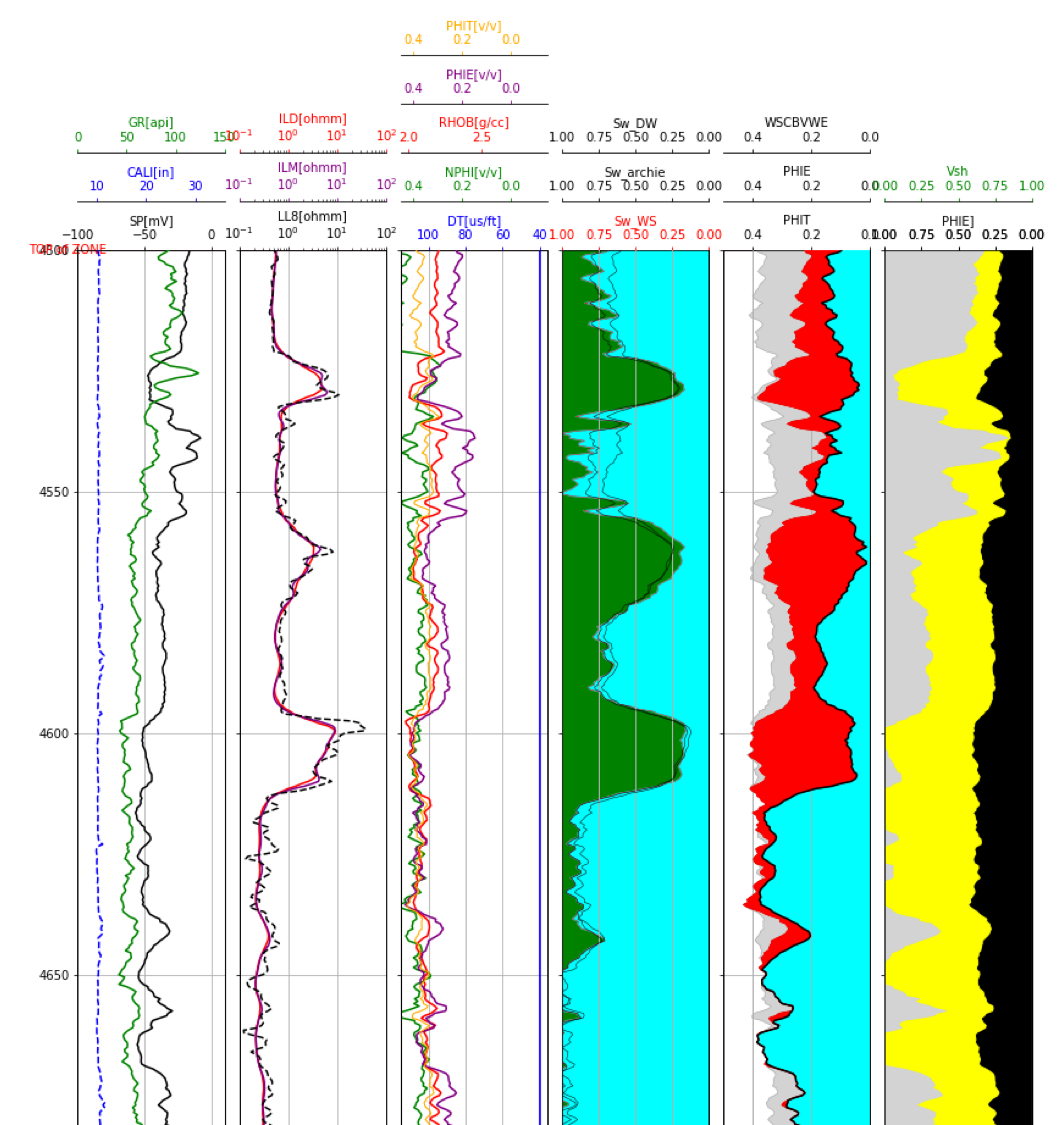 PHIT[v/v]
0.4 0.2 0.0
PHIE[v/v]
0.4 0.2 0.0
GR[api] ILD[ohmm] RHOB[g/cc] Sw_DW WSCBVWE
0 50 100 150 10⁻¹ 10⁰ 10¹ 10² 2.0 2.5 1.00 0.75 0.50 0.25 0.00 0.4 0.2 0.0
CALI[in] ILM[ohmm] NPHI[v/v] Sw_archie PHIE Vsh
10 20 30 10⁻¹ 10⁰ 10¹ 10² 0.4 0.2 0.0 1.00 0.75 0.50 0.25 0.00 0.4 0.2 0.0 0.00 0.25 0.50 0.75 1.00
SP[mV] LL8[ohmm] DT[us/ft] Sw_WS PHIT PHIE]
−100 −50 0 10⁻¹ 10⁰ 10¹ 10² 100 80 60 40 1.00 0.75 0.50 0.25 0.00 0.4 0.2 0.0 1.00 0.75 0.50 0.25 0.00
TOP of ZONE
4500
4550
4600
4650